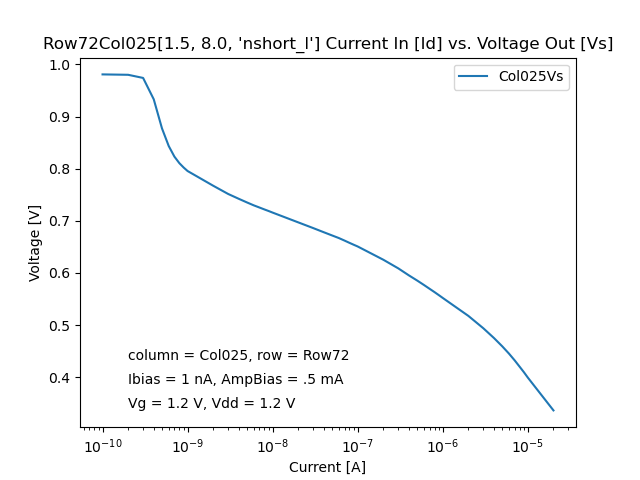 Row72Col025[1.5, 8.0, 'nshort_l'] Current In [Id] vs. Voltage Out [Vs]
Col025Vs
1.0
0.9
0.8
0.7
0.6
0.5
0.4
Voltage [V]
column = Col025, row = Row72
Ibias = 1 nA, AmpBias = .5 mA
Vg = 1.2 V, Vdd = 1.2 V
10⁻¹⁰ 10⁻⁹ 10⁻⁸ 10⁻⁷ 10⁻⁶ 10⁻⁵
Current [A]